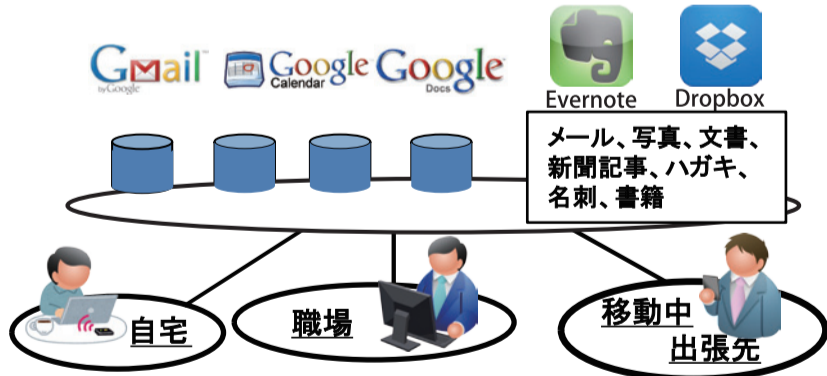 Gmail™
by Google
Google
Calendar
Google
Docs
Evernote
Dropbox
メール、写真、文書、
新聞記事、ハガキ、
名刺、書籍
自宅
職場
移動中
出張先